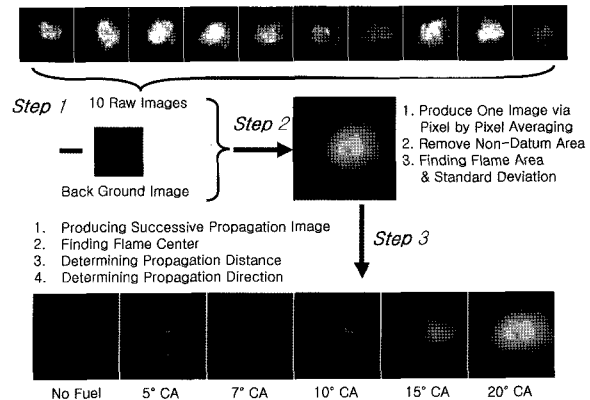 Step 1
10 Raw Images
Step 2
Back Ground Image
1. Produce One Image via
Pixel by Pixel Averaging
2. Remove Non-Datum Area
3. Finding Flame Area
& Standard Deviation
1. Producing Successive Propagation Image
2. Finding Flame Center
3. Determining Propagation Distance
4. Determining Propagation Direction
Step 3
No Fuel
5° CA
7° CA
10° CA
15° CA
20° CA